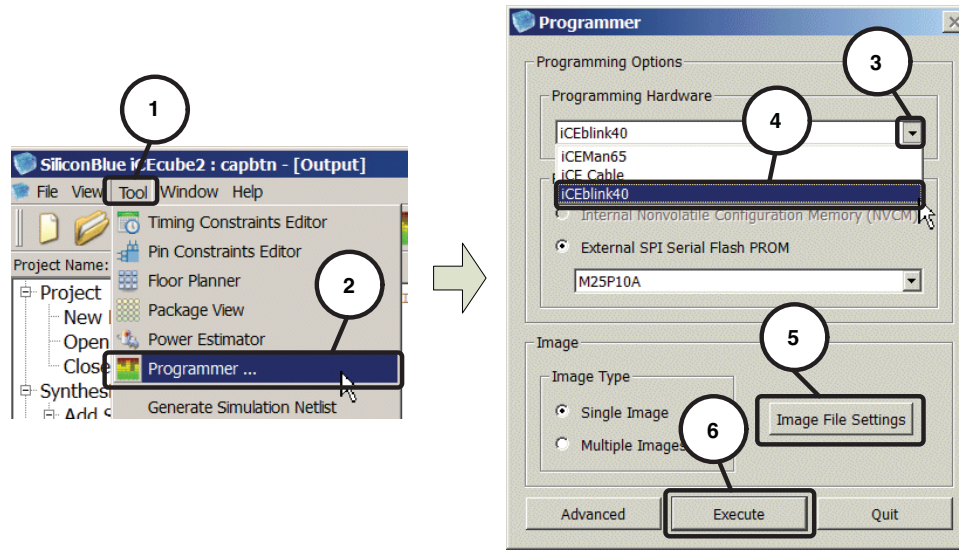 1
SiliconBlue iCEcube2 : capbtn - [Output]
File View Tool Window Help
Timing Constraints Editor
Project Name:
Pin Constraints Editor
Project
Floor Planner
2
New
Package View
Open
Power Estimator
Close
Programmer ...
Synthes
Generate Simulation Netlist
Add S
Programmer
3
Programming Options
Programming Hardware
4
iCEblink40
iCEMan65
iCE Cable
iCEblink40
Internal Nonvolatile Configuration Memory (NVCM)
External SPI Serial Flash PROM
M25P10A
5
Image
Image Type
Single Image
Image File Settings
6
Multiple Images
Advanced
Execute
Quit